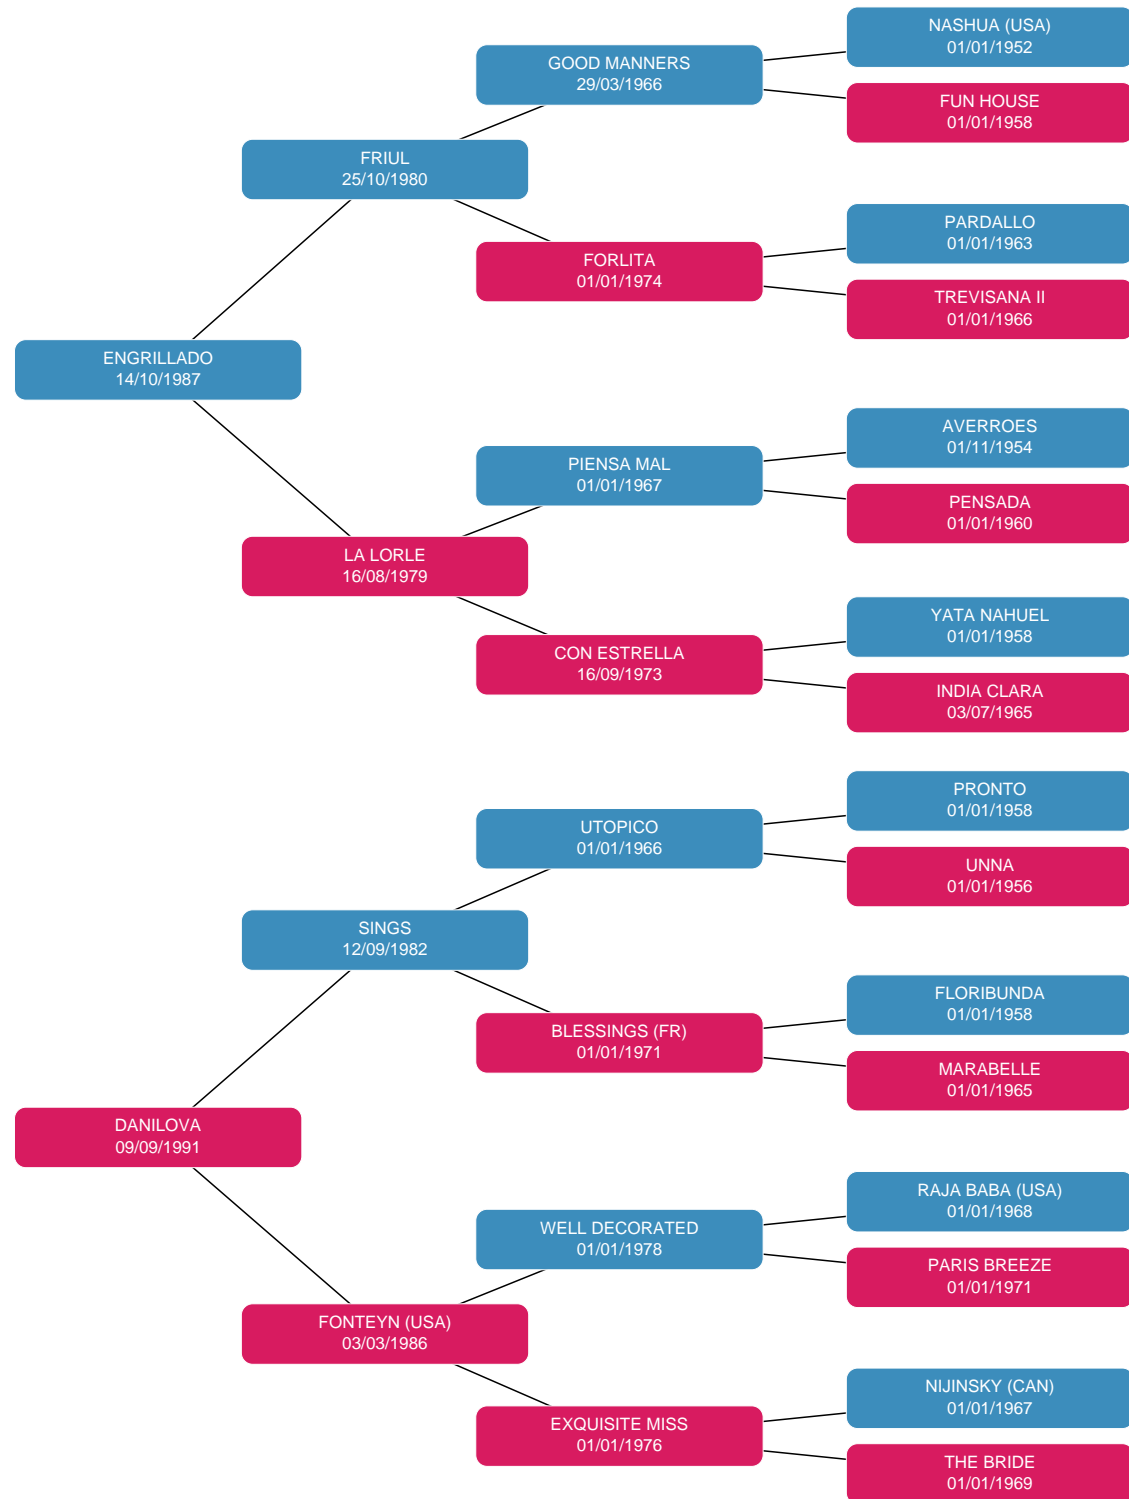 NASHUA (USA)
01/01/1952
GOOD MANNERS
29/03/1966
FUN HOUSE
01/01/1958
FRIUL
25/10/1980
PARDALLO
01/01/1963
FORLITA
01/01/1974
TREVISANA II
01/01/1966
ENGRILLADO
14/10/1987
AVERROES
01/11/1954
PIENSA MAL
01/01/1967
PENSADA
01/01/1960
LA LORLE
16/08/1979
YATA NAHUEL
01/01/1958
CON ESTRELLA
16/09/1973
INDIA CLARA
03/07/1965
PRONTO
01/01/1958
UTOPICO
01/01/1966
UNNA
01/01/1956
SINGS
12/09/1982
FLORIBUNDA
01/01/1958
BLESSINGS (FR)
01/01/1971
MARABELLE
01/01/1965
DANILOVA
09/09/1991
RAJA BABA (USA)
01/01/1968
WELL DECORATED
01/01/1978
PARIS BREEZE
01/01/1971
FONTEYN (USA)
03/03/1986
NIJINSKY (CAN)
01/01/1967
EXQUISITE MISS
01/01/1976
THE BRIDE
01/01/1969